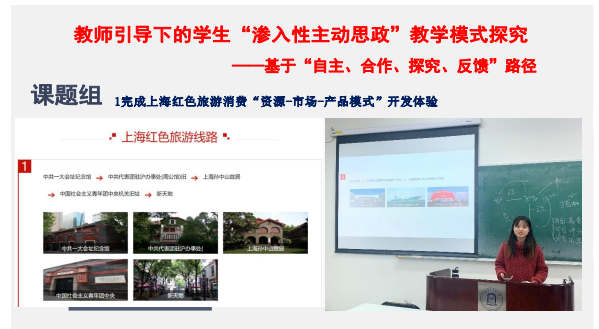 教师引导下的学生“渗入性主动思政”教学模式探究
——基于“自主、合作、探究、反馈”路径
课题组 1完成上海红色旅游消费“资源-市场-产品模式”开发体验
上海红色旅游线路
1
中共一大会址纪念馆 → 中共代表团驻沪办事处(周公馆)旧 → 上海孙中山故居
→ 中国社会主义青年团中央机关旧址 → 新天地
中共一大会址纪念馆 中共代表团驻沪办事处( 上海孙中山故居
中国社会主义青年团中央 新天地